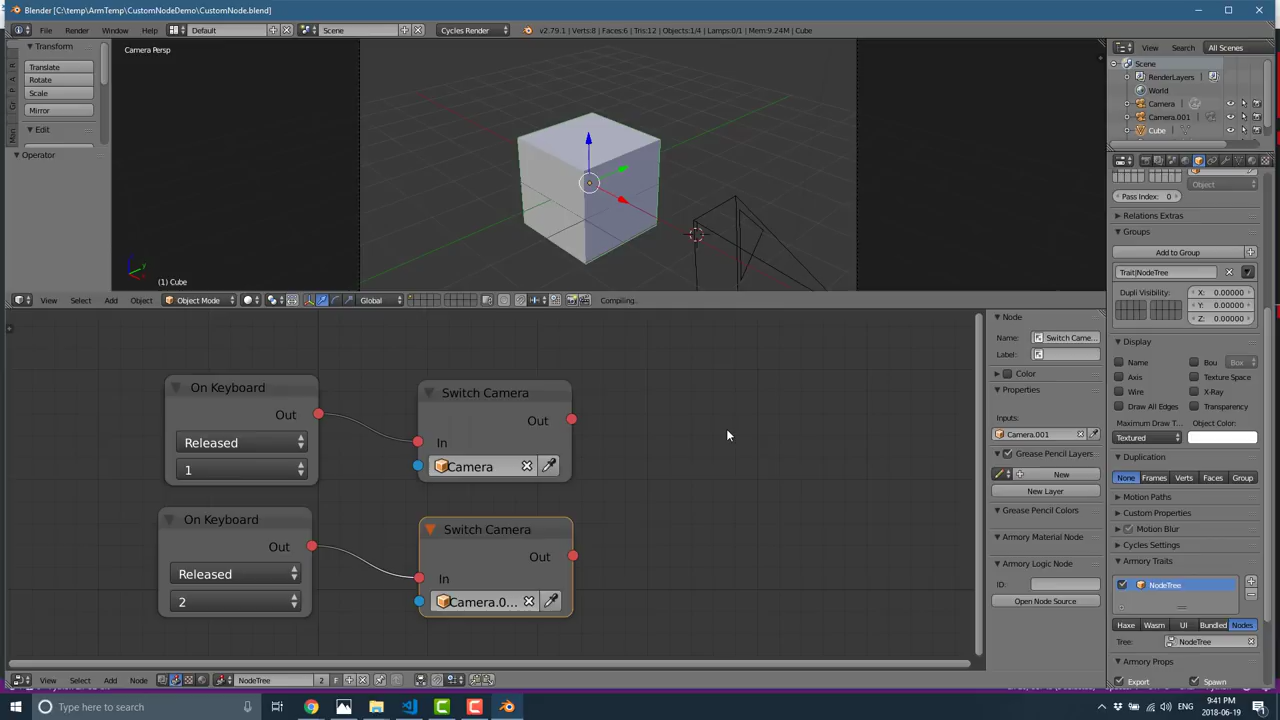 Blender [C:\temp\ArmTemp\CustomNodeDemo\CustomNode.blend]
File Render Window Help Default Scene Cycles Render v2.79.1 | Verts:8 | Faces:6 | Tris:12 | Objects:1/4 | Lamps:0/1 | Mem:9.24M | Cube
View Search All Scenes
Transform
Camera Persp
Scene
Translate
Rotate
Scale
Mirror
Edit
Operator
RenderLayers
World
Camera
Camera.001
Cube
Object
Pass Index: 0
Relations Extras
Groups
Add to Group
Trait|NodeTree
Dupli Visibility:
X: 0.00000
Y: 0.00000
Z: 0.00000
(1) Cube
View Select Add Object Object Mode Global Compiling..
Display
Name
Bou
Box
Axis
Texture Space
Wire
X-Ray
Draw All Edges
Transparency
Maximum Draw T...
Object Color:
Textured
Duplication
None Frames Verts Faces Group
Motion Paths
Custom Properties
Motion Blur
Cycles Settings
Armory Traits
NodeTree
Haxe Wasm UI Bundled Nodes
Tree: NodeTree
Armory Props
Export
Spawn
On Keyboard
Out
Released
1
Switch Camera
Out
In
Camera
On Keyboard
Out
Released
2
Switch Camera
Out
In
Camera.0...
Node
Name: Switch Came...
Label:
Color
Properties
Inputs:
Camera.001
Grease Pencil Layers
New
New Layer
Grease Pencil Colors
Armory Material Node
Armory Logic Node
ID:
Open Node Source
View Select Add Node NodeTree 2 F
Type here to search
9:41 PM
2018-06-19